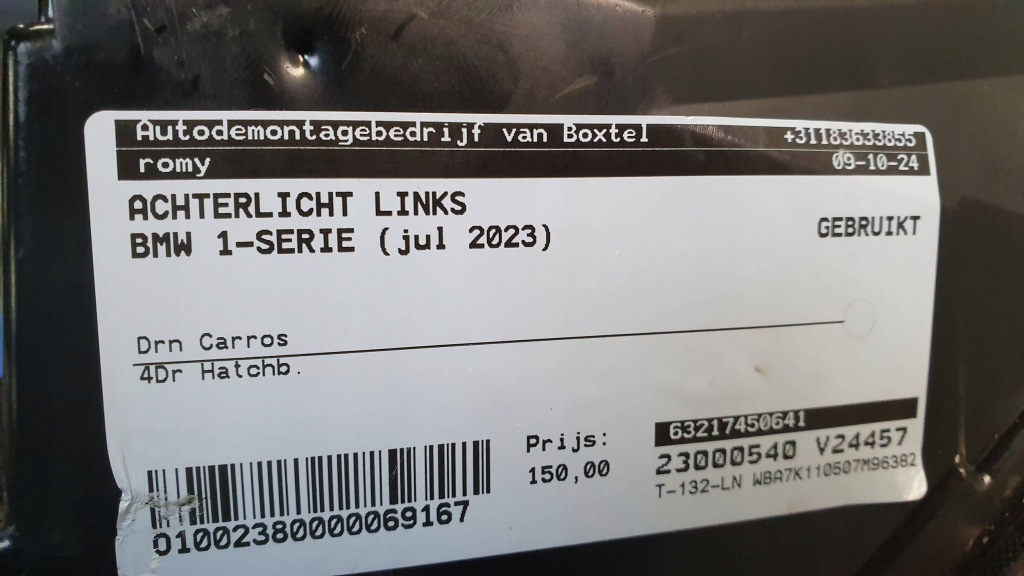 Autodemontagebedrijf van Boxtel +31183633855
romy 09-10-24
ACHTERLICHT LINKS
BMW 1-SERIE (jul 2023) GEBRUIKT
Drn Carros
4Dr Hatchb.
Prijs: 63217450641
150,00 23000540 V24457
T-132-LN WBA7K110507M96382
0100238000069167